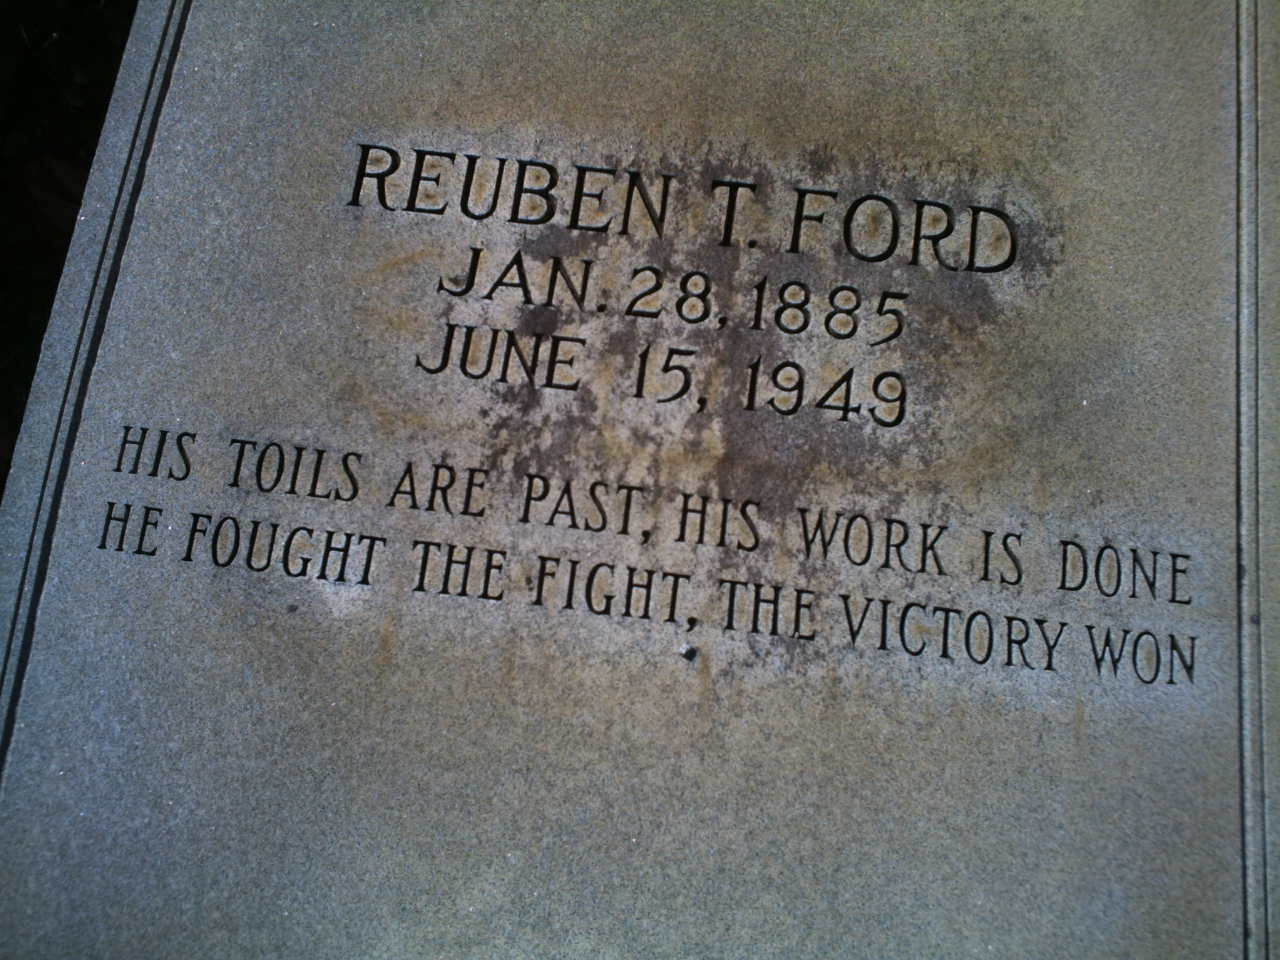 REUBEN T. FORD
JAN. 28, 1885
JUNE 15, 1949
HIS TOILS ARE PAST, HIS WORK IS DONE
HE FOUGHT THE FIGHT, THE VICTORY WON